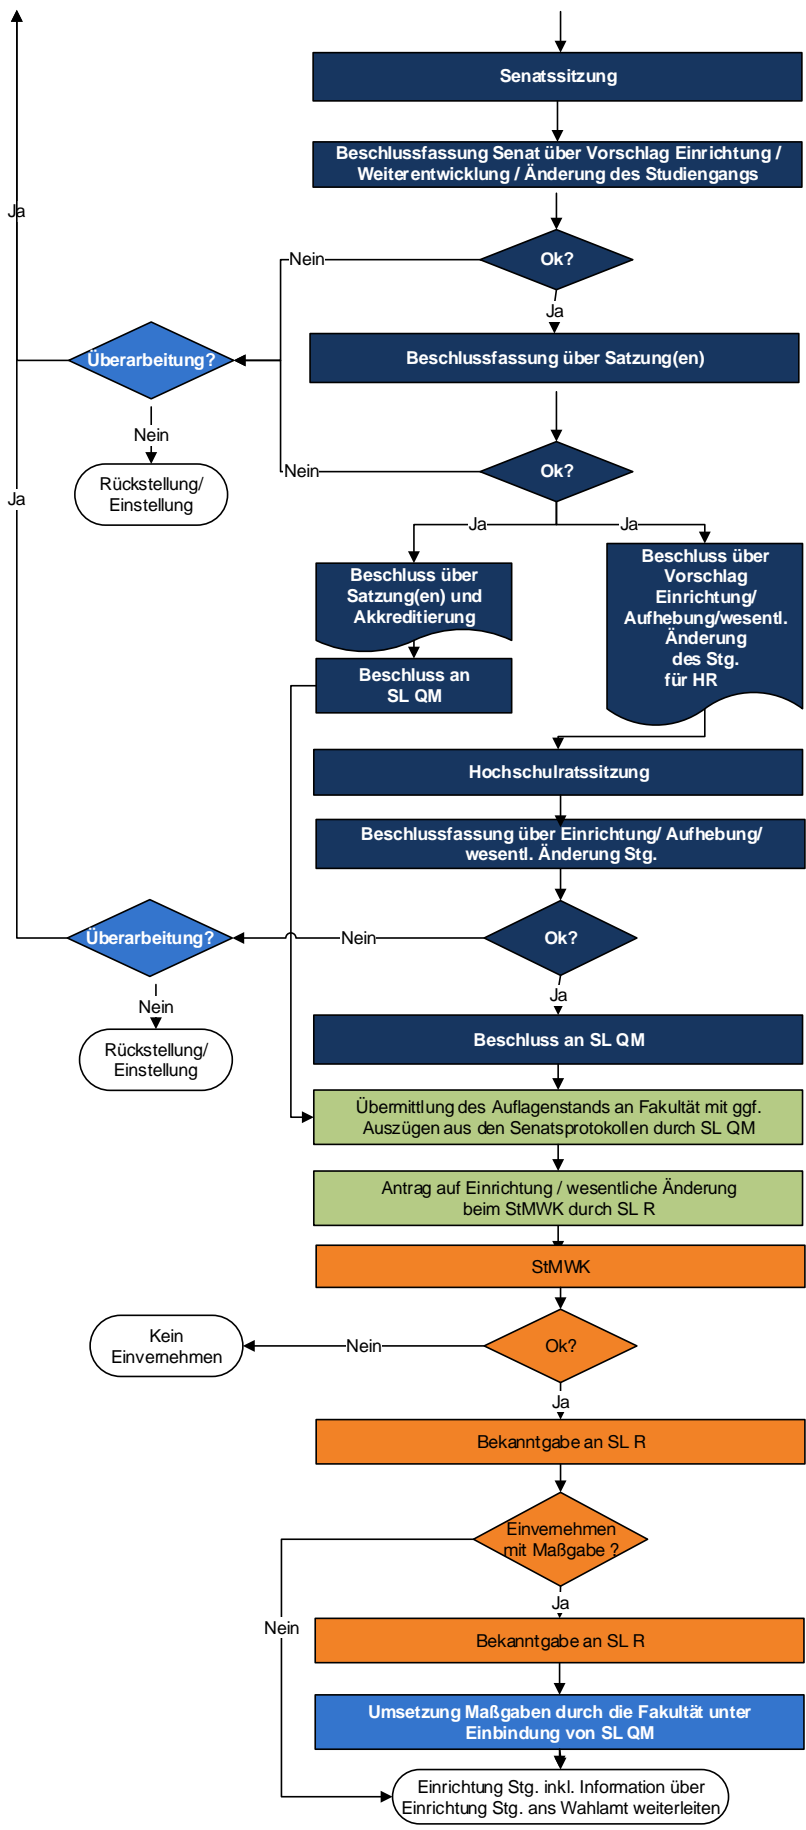 Senatssitzung
Beschlussfassung Senat über Vorschlag Einrichtung /
Weiterentwicklung / Änderung des Studiengangs
Ja
Ok?
Nein
Ja
Überarbeitung?
Beschlussfassung über Satzung(en)
Nein
Ok?
Nein
Rückstellung/
Einstellung
Ja
Ja
Ja
Beschluss über
Satzung(en) und
Akkreditierung
Beschluss über
Vorschlag
Einrichtung/
Aufhebung/wesentl.
Änderung
des Stg.
für HR
Beschluss an
SL QM
Hochschulratssitzung
Beschlussfassung über Einrichtung/ Aufhebung/
wesentl. Änderung Stg.
Überarbeitung?
Nein
Ok?
Nein
Ja
Rückstellung/
Einstellung
Beschluss an SL QM
Übermittlung des Auflagenstands an Fakultät mit ggf.
Auszügen aus den Senatsprotokollen durch SL QM
Antrag auf Einrichtung / wesentliche Änderung
beim StMWK durch SL R
StMWK
Kein
Einvernehmen
Nein
Ok?
Ja
Bekanntgabe an SL R
Einvernehmen
mit Maßgabe ?
Ja
Nein
Bekanntgabe an SL R
Umsetzung Maßgaben durch die Fakultät unter
Einbindung von SL QM
Einrichtung Stg. inkl. Information über
Einrichtung Stg. ans Wahlamt weiterleiten